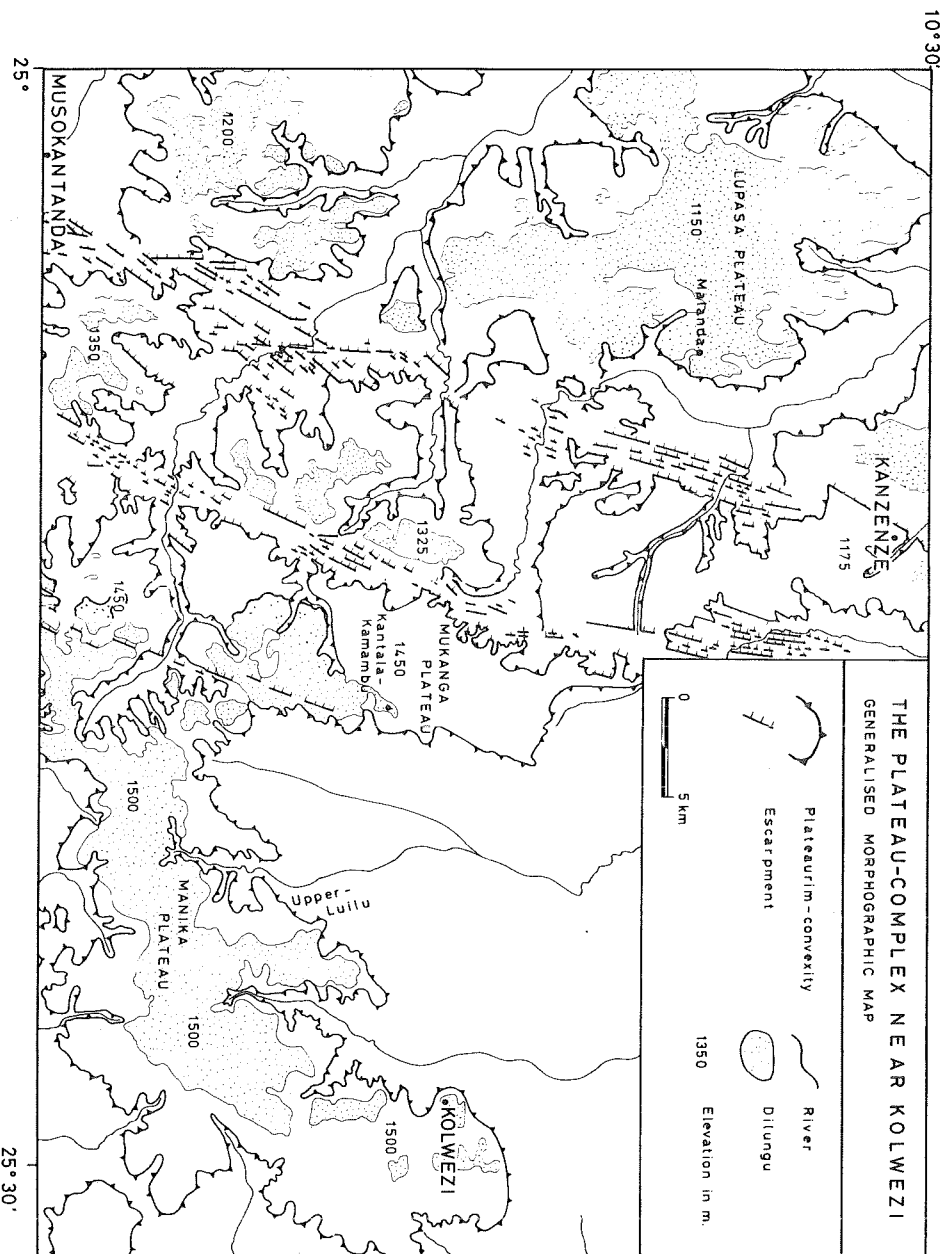 THE PLATEAU-COMPLEX NEAR KOLWEZI
GENERALISED MORPHOGRAPHIC MAP
Plateaurim-convexity
River
Escarpment
Dilungu
0
5 km
1350
Elevation in m.
10°30'
25°
25°30'
LUPASA PLATEAU
1150
Malanda
KANZENZE
1175
1200
MUSOKANTANDA
1350
1325
MUKANGA
PLATEAU
1450
Kantala-
Kamambu
1450
1500
MANIKA
PLATEAU
Upper-
Luilu
1500
1500
KOLWEZI